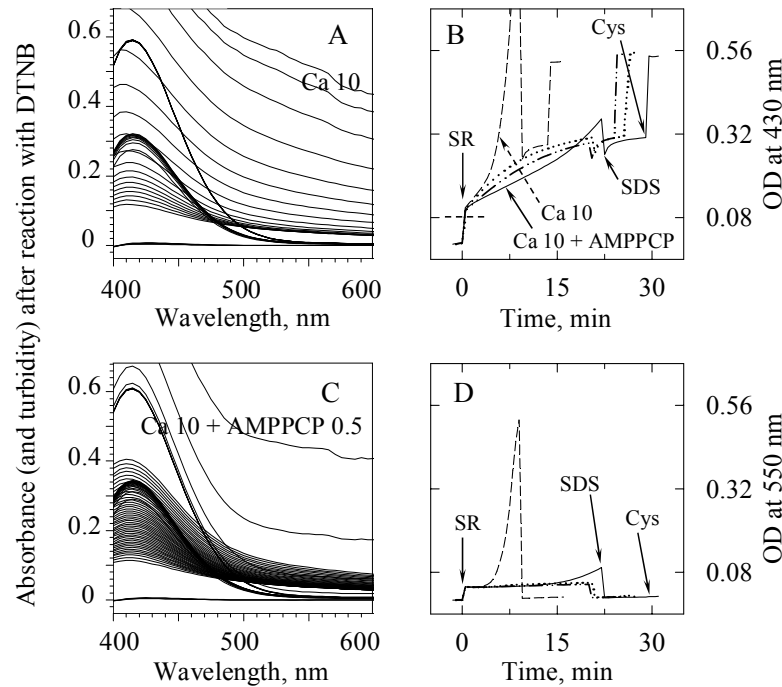 Absorbance (and turbidity) after reaction with DTNB
A
Ca 10
0.6
0.4
0.2
0
400
500
600
Wavelength, nm
B
Cys
SR
SDS
Ca 10
Ca 10 + AMPPCP
0.56
0.32
0.08
OD at 430 nm
0
15
30
Time, min
C
Ca 10 + AMPPCP 0.5
0.6
0.4
0.2
0
400
500
600
Wavelength, nm
D
SDS
SR
Cys
0.56
0.32
0.08
OD at 550 nm
0
15
30
Time, min